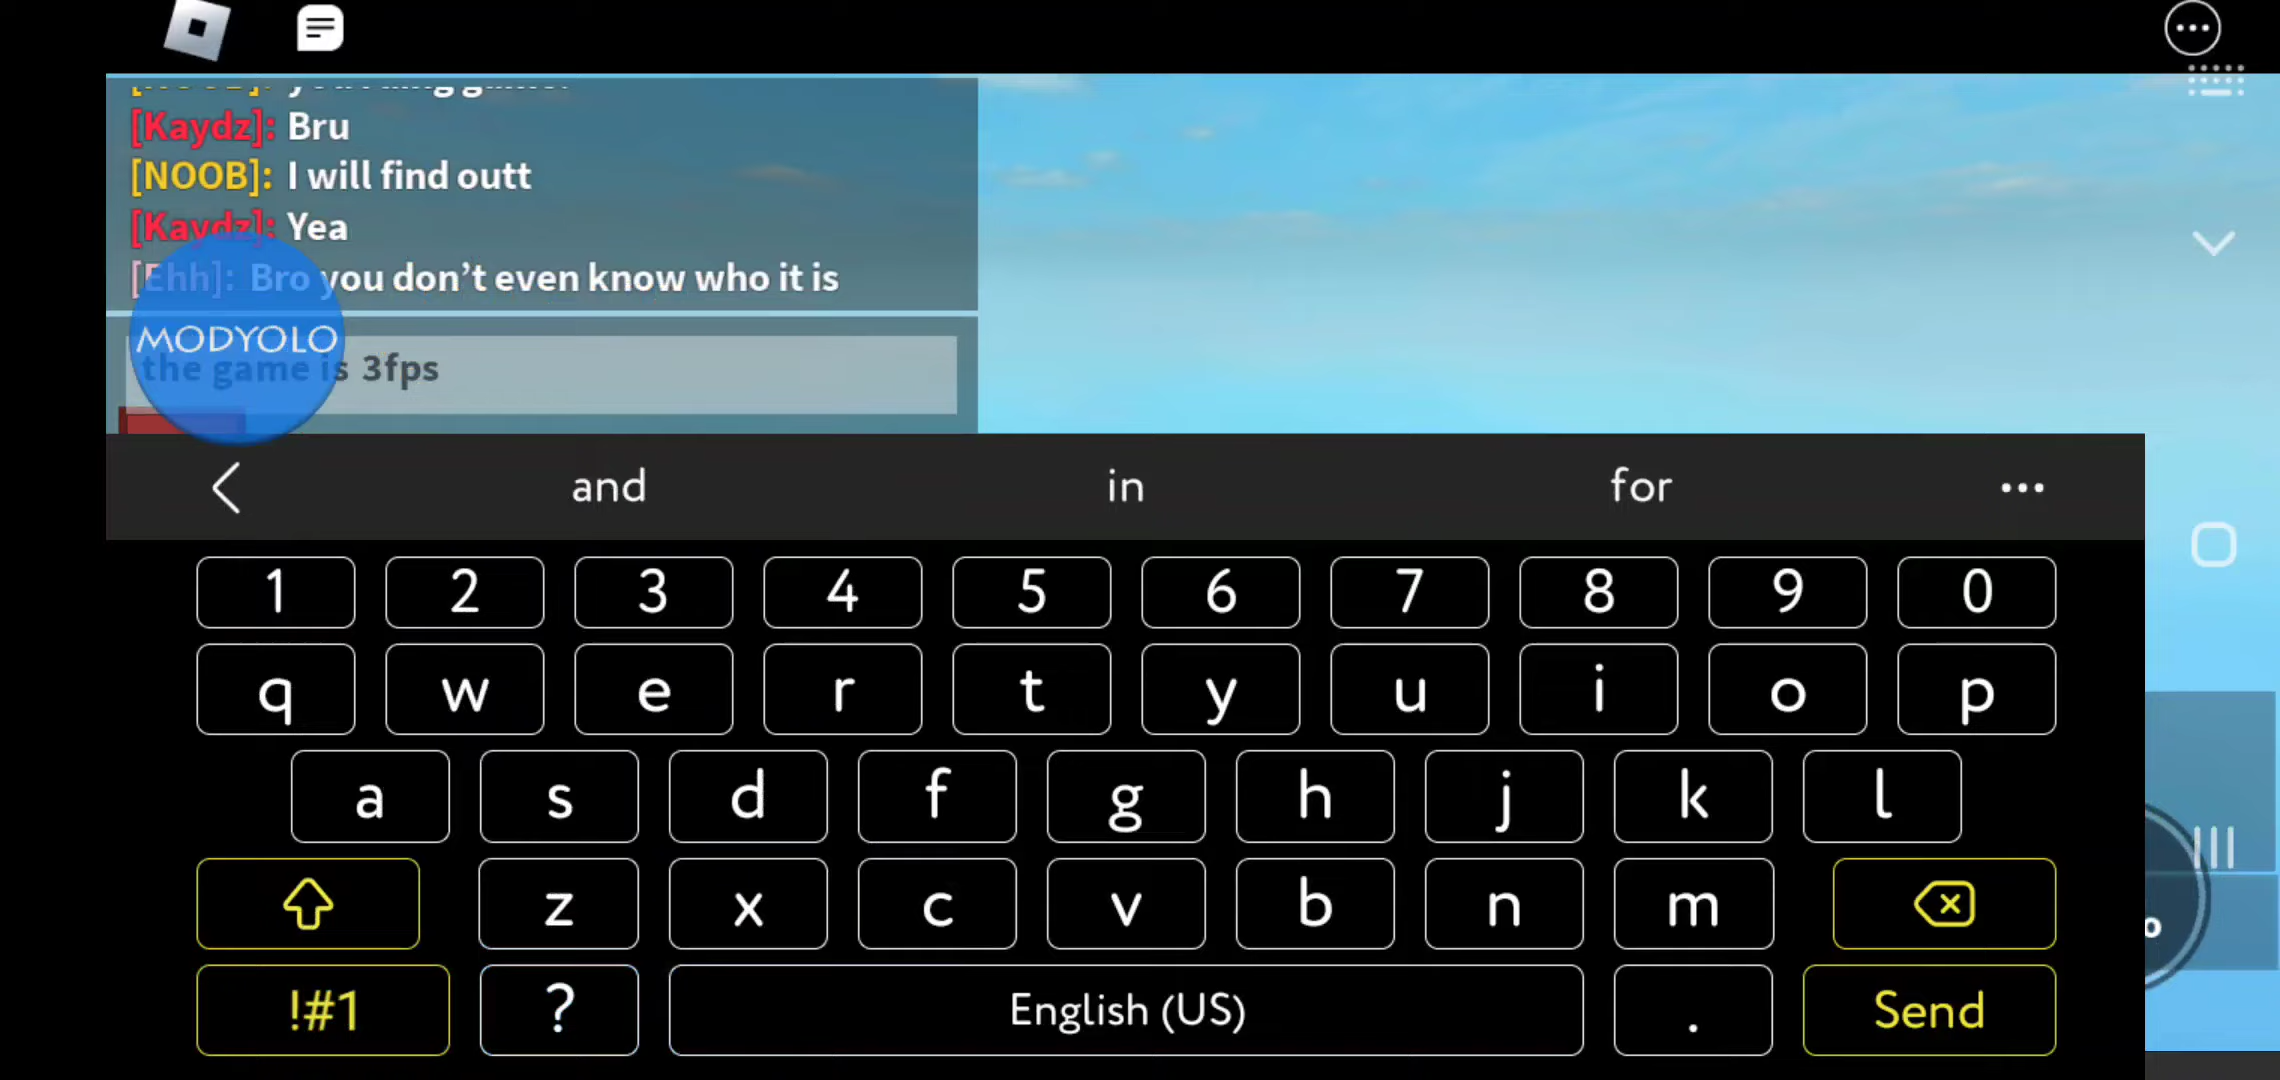 [Kaydz]: Bru
[NOOB]: I will find outt
[Kaydz]: Yea
[Ehh]: Bro you don’t even know who it is
MODYOLO
the game is 3fps
and in for ...
1 2 3 4 5 6 7 8 9 0
q w e r t y u i o p
a s d f g h j k l
z x c v b n m
!#1 ? English (US) . Send